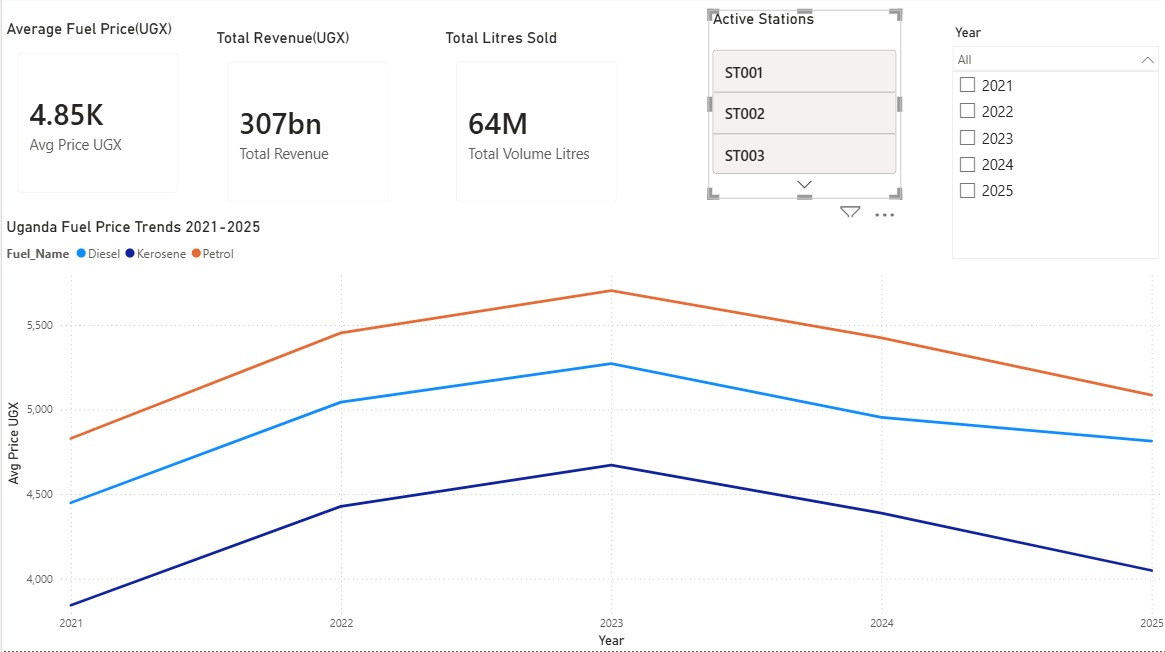 Average Fuel Price(UGX)
4.85K
Avg Price UGX
Total Revenue(UGX)
307bn
Total Revenue
Total Litres Sold
64M
Total Volume Litres
Active Stations
ST001
ST002
ST003
Year
All
2021
2022
2023
2024
2025
Uganda Fuel Price Trends 2021-2025
Fuel_Name Diesel Kerosene Petrol
Avg Price UGX
5,500
5,000
4,500
4,000
2021 2022 2023 2024 2025
Year